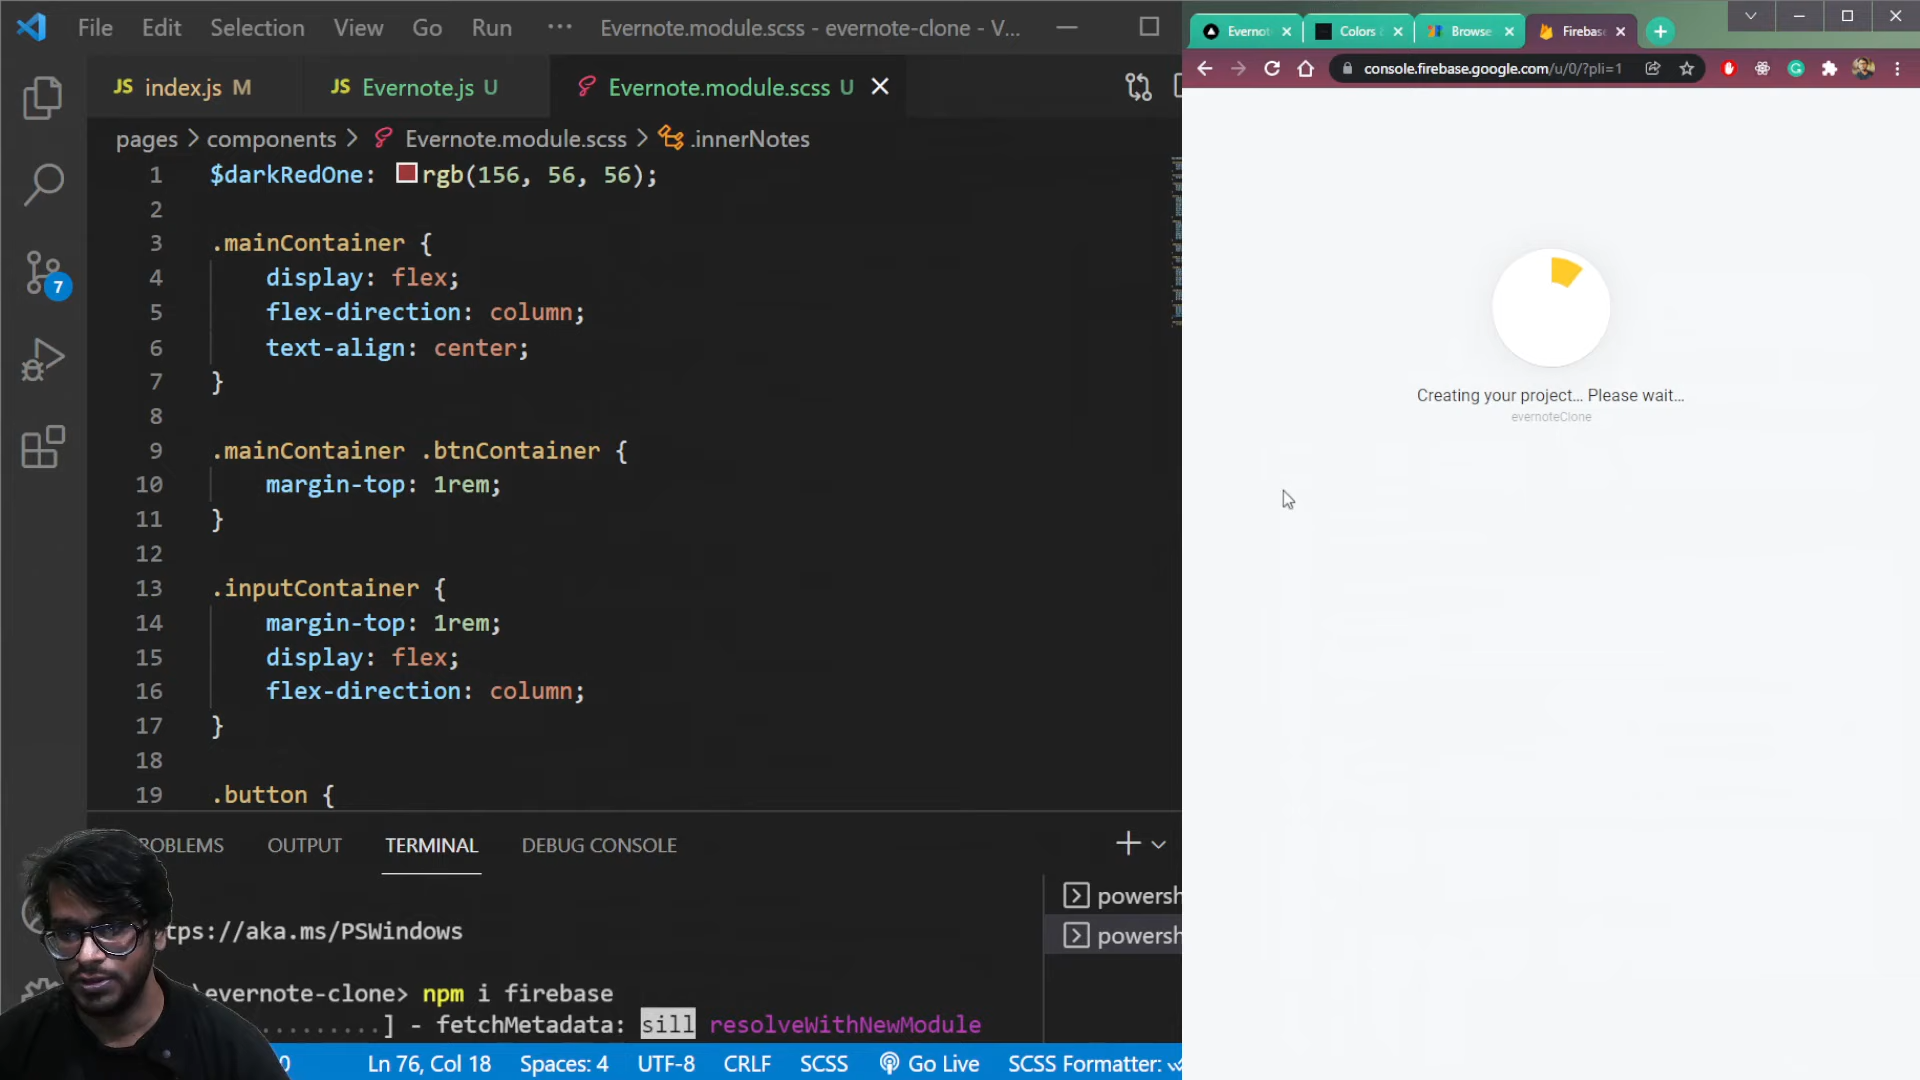 File Edit Selection View Go Run ··· Evernote.module.scss - evernote-clone - V...
JS index.js M JS Evernote.js U Evernote.module.scss U
pages > components > Evernote.module.scss > .innerNotes
1 $darkRedOne: rgb(156, 56, 56);
2
3 .mainContainer {
4 display: flex;
5 flex-direction: column;
6 text-align: center;
7 }
8
9 .mainContainer .btnContainer {
10 margin-top: 1rem;
11 }
12
13 .inputContainer {
14 margin-top: 1rem;
15 display: flex;
16 flex-direction: column;
17 }
18
19 .button {
7
ROBLEMS OUTPUT TERMINAL DEBUG CONSOLE
powersh
powersh
tps://aka.ms/PSWindows
\evernote-clone> npm i firebase
.........] - fetchMetadata: sill resolveWithNewModule
0 Ln 76, Col 18 Spaces: 4 UTF-8 CRLF SCSS Go Live SCSS Formatter:
Evernot Colors & Browse Firebas
console.firebase.google.com/u/0/?pli=1
Creating your project... Please wait...
evernoteClone